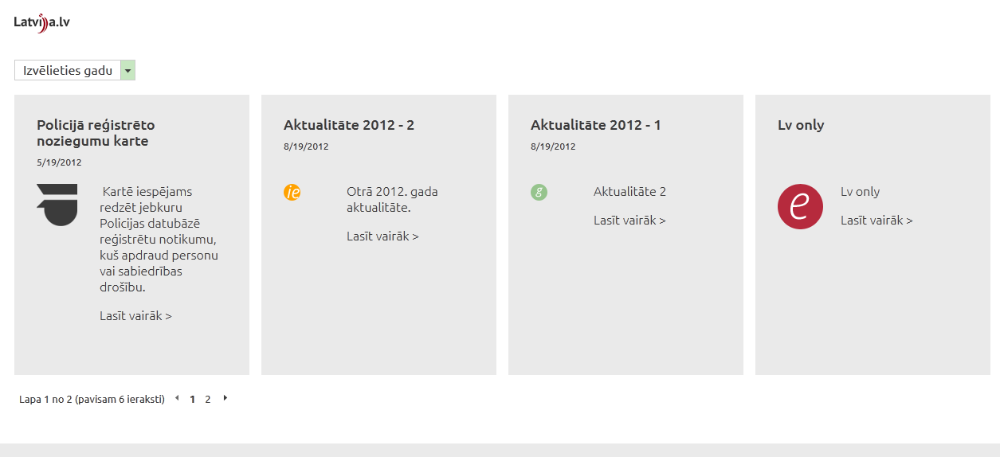 Latvija.lv
Izvēlieties gadu
Policijā reģistrēto
noziegumu karte
5/19/2012
Kartē iespējams
redzēt jebkuru
Policijas datubāzē
reģistrētu notikumu,
kuš apdraud personu
vai sabiedrības
drošību.
Lasīt vairāk >
Aktualitāte 2012 - 2
8/19/2012
ie
Otrā 2012. gada
aktualitāte.
Lasīt vairāk >
Aktualitāte 2012 - 1
8/19/2012
g
Aktualitāte 2
Lasīt vairāk >
Lv only
e
Lv only
Lasīt vairāk >
Lapa 1 no 2 (pavisam 6 ieraksti) 1 2